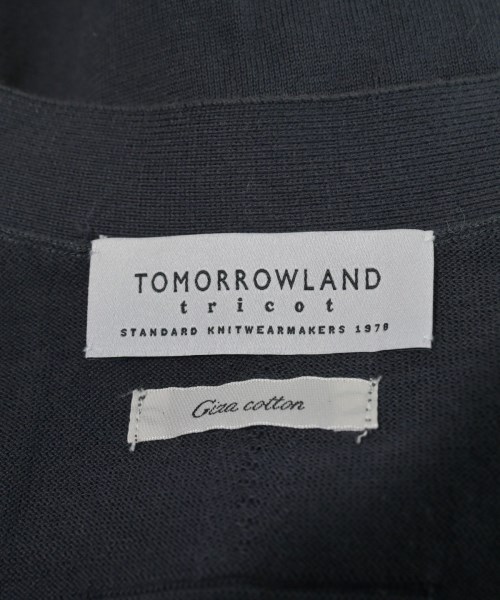 TOMORROWLAND
tricot
STANDARD KNITWEARMAKERS 1978
Giza cotton